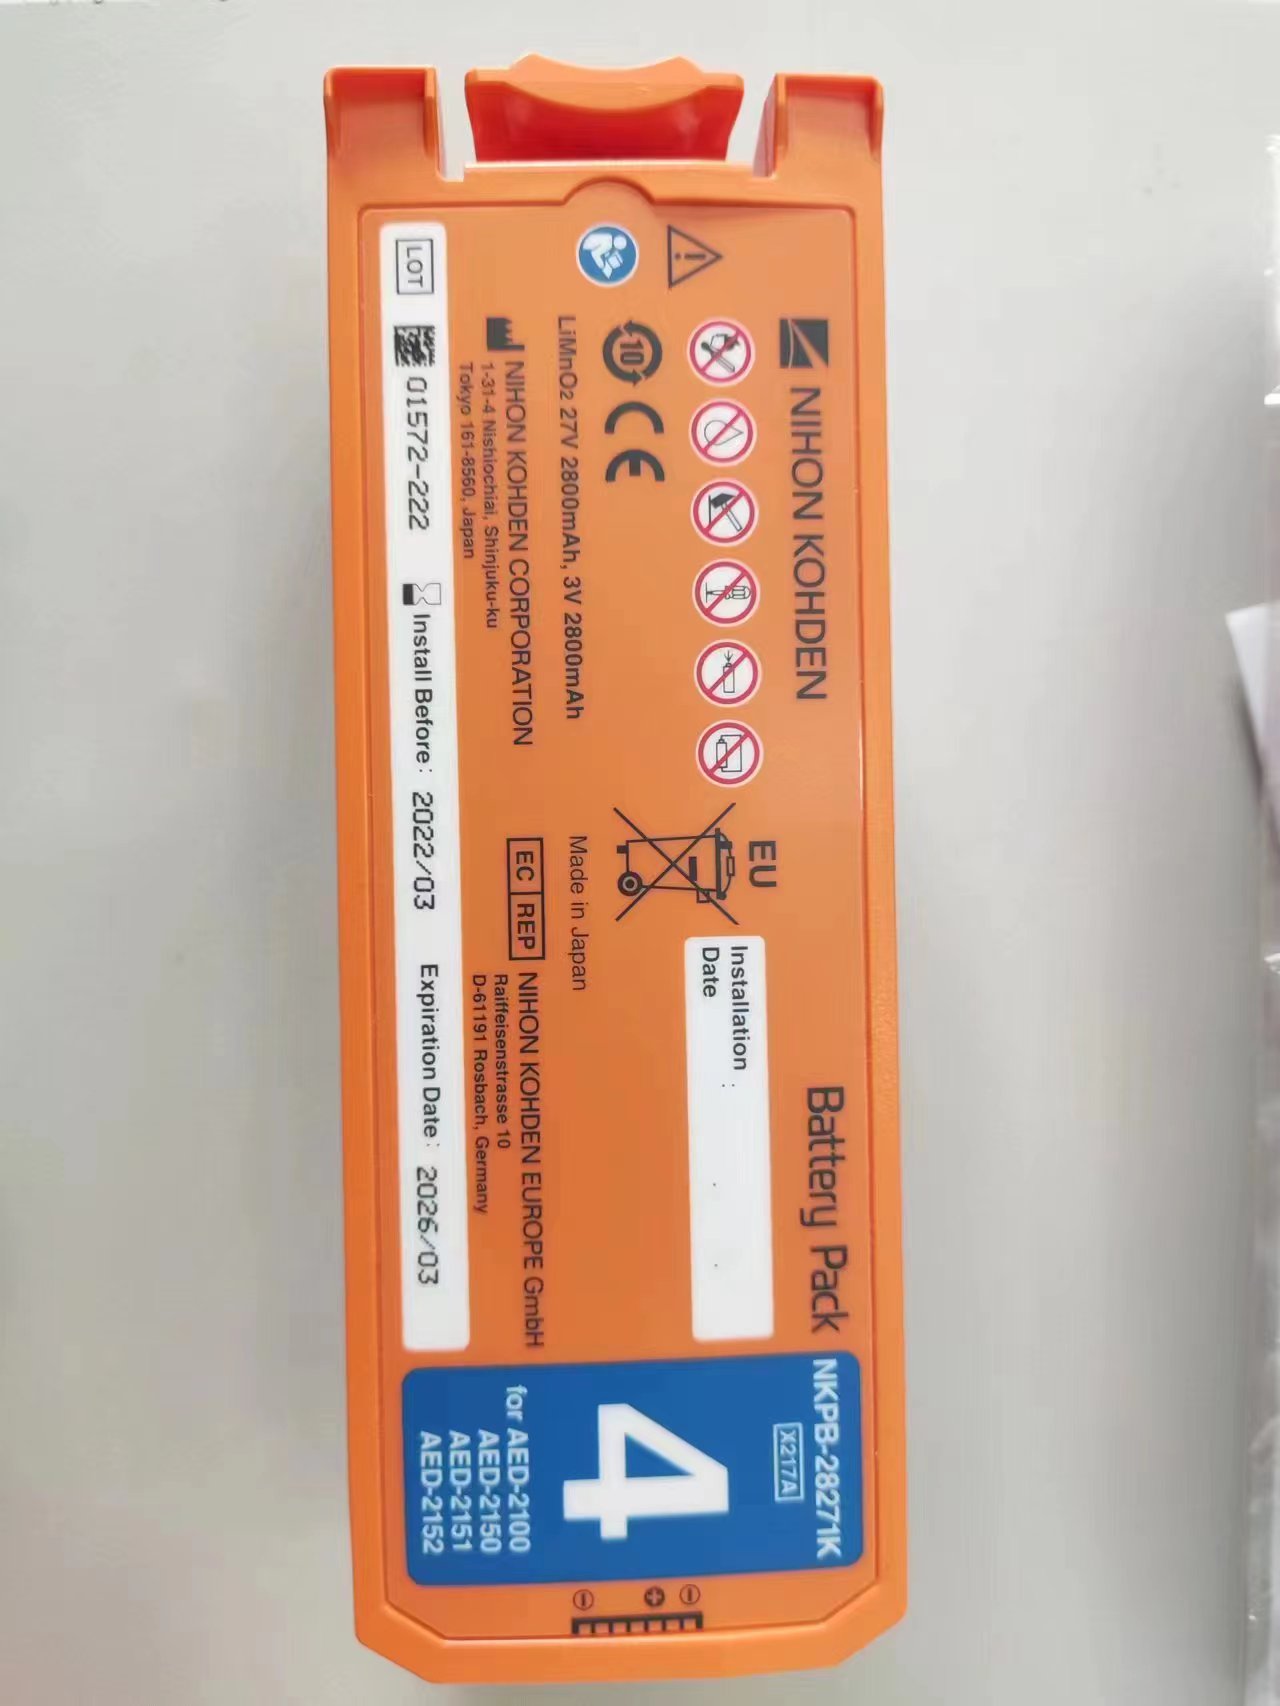 NIHON KOHDEN
Battery Pack
NKPB-28271K
X217A
4
for AED-2100
AED-2150
AED-2151
AED-2152
EU
Installation :
Date
10
CE
LiMnO2 27V 2800mAh, 3V 2800mAh
Made in Japan
NIHON KOHDEN CORPORATION
1-31-4 Nishiochiai, Shinjuku-ku
Tokyo 161-8560, Japan
EC REP
NIHON KOHDEN EUROPE GmbH
Raiffeisenstrasse 10
D-61191 Rosbach, Germany
LOT 01572-222 Install Before: 2022/03 Expiration Date: 2026/03